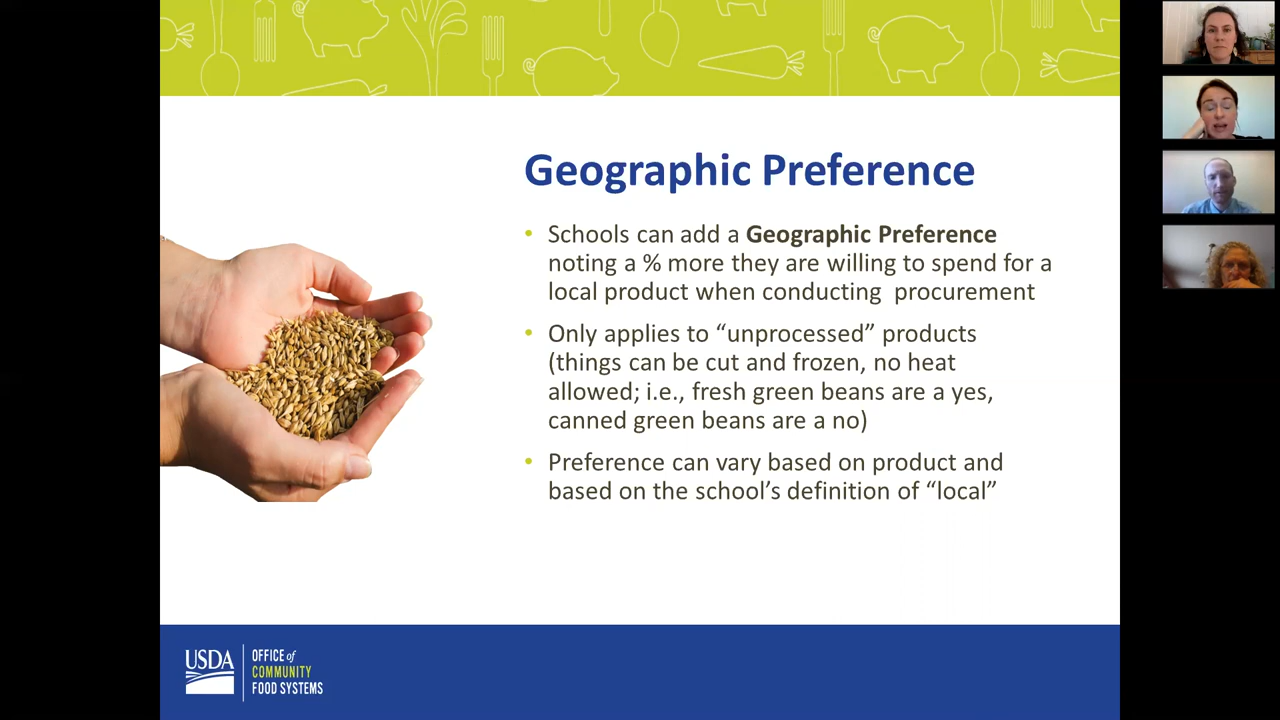 Geographic Preference
• Schools can add a Geographic Preference
noting a % more they are willing to spend for a
local product when conducting procurement
• Only applies to “unprocessed” products
(things can be cut and frozen, no heat
allowed; i.e., fresh green beans are a yes,
canned green beans are a no)
• Preference can vary based on product and
based on the school’s definition of “local”
USDA
OFFICE of
COMMUNITY
FOOD SYSTEMS